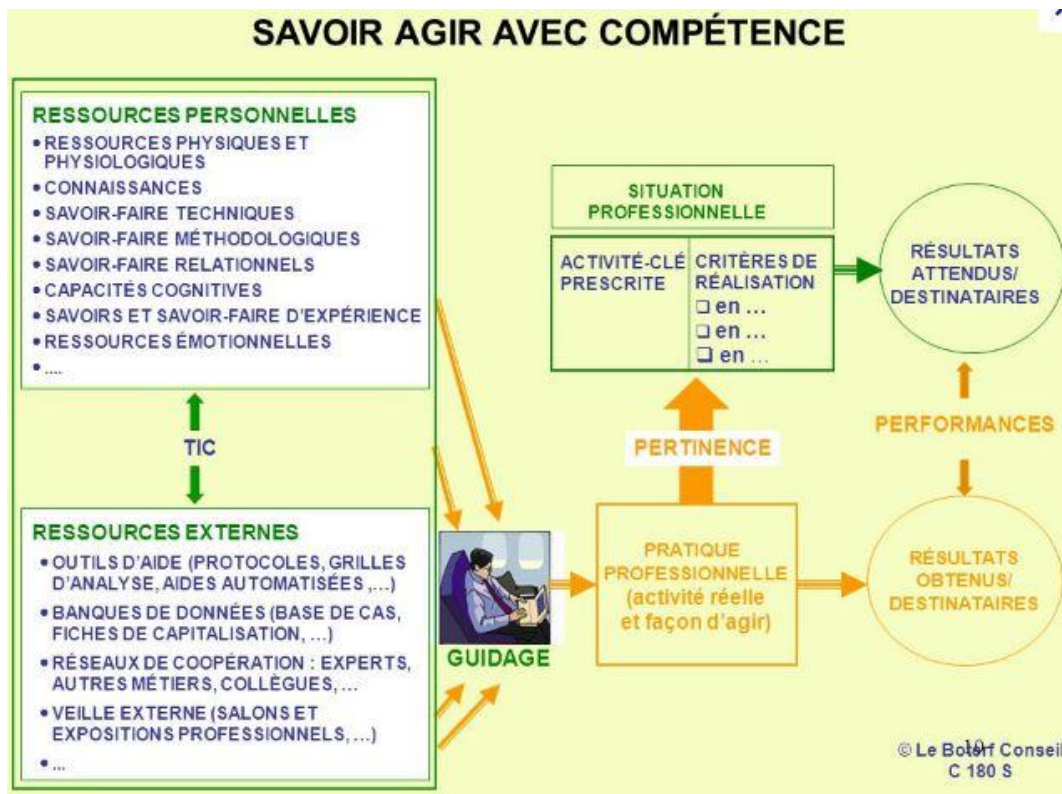 SAVOIR AGIR AVEC COMPÉTENCE
RESSOURCES PERSONNELLES
• RESSOURCES PHYSIQUES ET
PHYSIOLOGIQUES
• CONNAISSANCES
• SAVOIR-FAIRE TECHNIQUES
• SAVOIR-FAIRE MÉTHODOLOGIQUES
• SAVOIR-FAIRE RELATIONNELS
• CAPACITÉS COGNITIVES
• SAVOIRS ET SAVOIR-FAIRE D'EXPÉRIENCE
• RESSOURCES ÉMOTIONNELLES
• ....
TIC
RESSOURCES EXTERNES
• OUTILS D'AIDE (PROTOCOLES, GRILLES
D'ANALYSE, AIDES AUTOMATISÉES ,...)
• BANQUES DE DONNÉES (BASE DE CAS,
FICHES DE CAPITALISATION, ...)
• RÉSEAUX DE COOPÉRATION : EXPERTS,
AUTRES MÉTIERS, COLLÈGUES, ...
• VEILLE EXTERNE (SALONS ET
EXPOSITIONS PROFESSIONNELS, ...)
• ...
GUIDAGE
SITUATION
PROFESSIONNELLE
ACTIVITÉ-CLÉ
PRESCRITE
CRITÈRES DE
RÉALISATION
❑ en ...
❑ en ...
❑ en ...
PERTINENCE
PRATIQUE
PROFESSIONNELLE
(activité réelle
et façon d'agir)
RÉSULTATS
ATTENDUS/
DESTINATAIRES
PERFORMANCES
RÉSULTATS
OBTENUS/
DESTINATAIRES
© Le Boterf Conseil
C 180 S